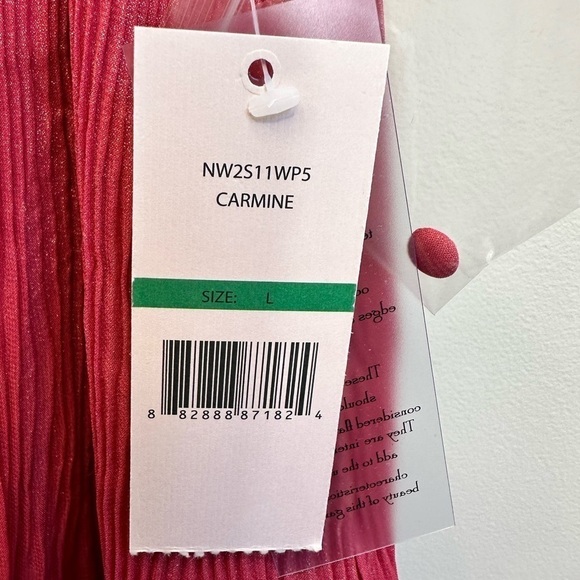 NW2S11WP5
CARMINE
SIZE: L
8 82888 87182 4
edges
These
should
considered fla
They are inten
add to the
characteristic
beauty of this gar